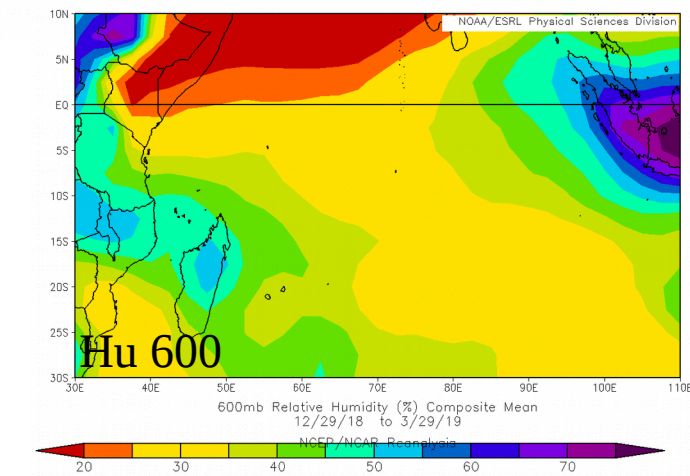 NOAA/ESRL Physical Sciences Division
10N
5N
EQ
5S
10S
15S
20S
25S
30S
Hu 600
30E 40E 50E 60E 70E 80E 90E 100E 110E
600mb Relative Humidity (%) Composite Mean
12/29/18 to 3/29/19
NCEP/NCAR Reanalysis
20 30 40 50 60 70